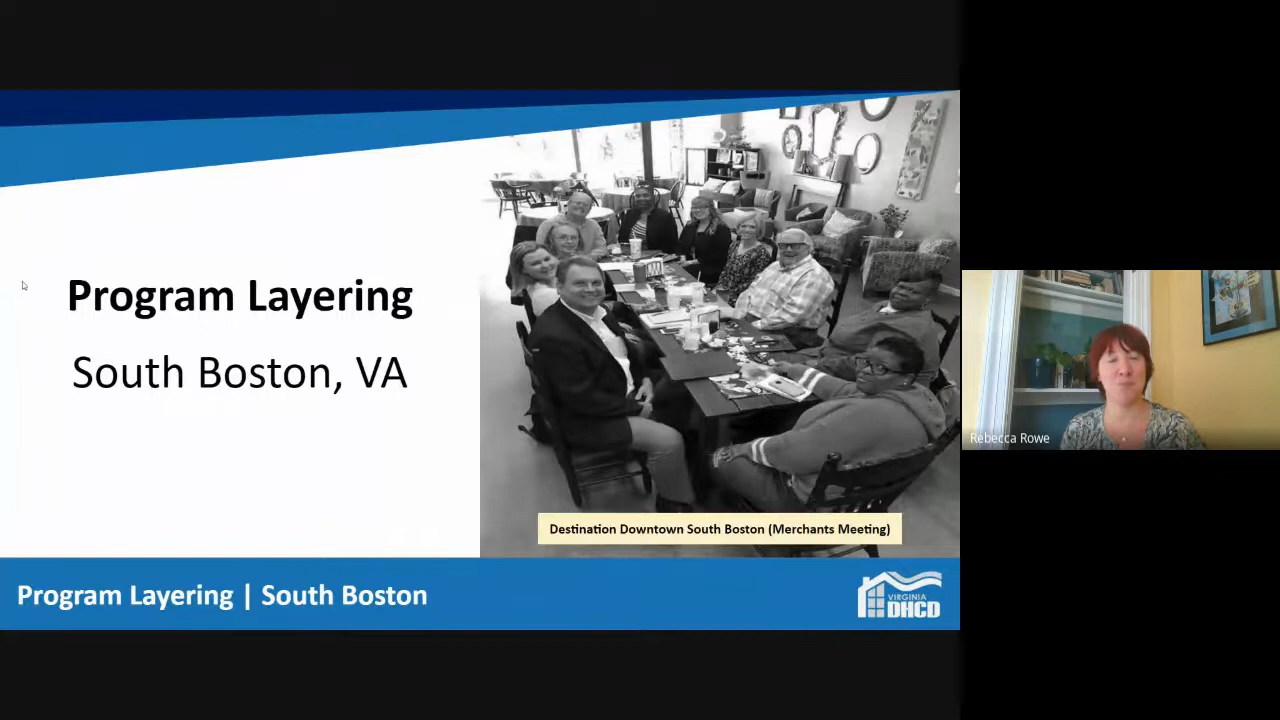 Program Layering
South Boston, VA
Destination Downtown South Boston (Merchants Meeting)
Program Layering | South Boston
VIRGINIA
DHCD
Rebecca Rowe